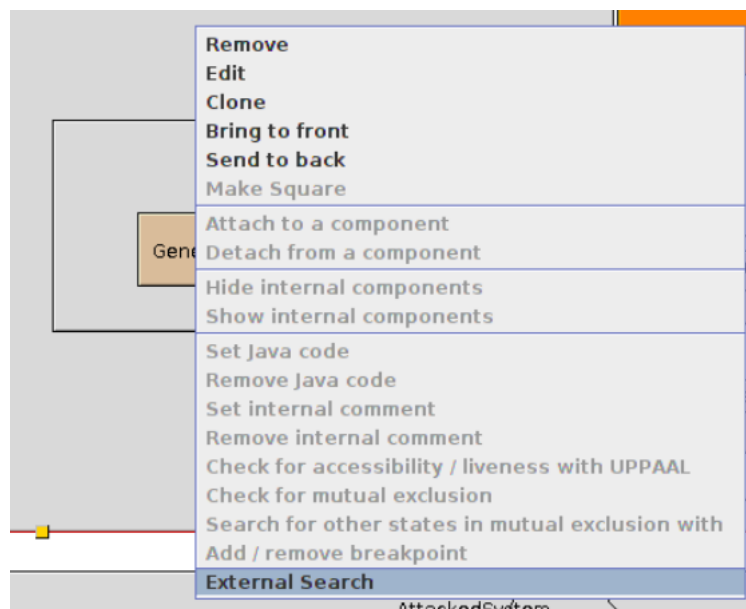 Remove
Edit
Clone
Bring to front
Send to back
Make Square
Attach to a component
Gene
Detach from a component
Hide internal components
Show internal components
Set Java code
Remove Java code
Set internal comment
Remove internal comment
Check for accessibility / liveness with UPPAAL
Check for mutual exclusion
Search for other states in mutual exclusion with
Add / remove breakpoint
External Search
AttackedSystem